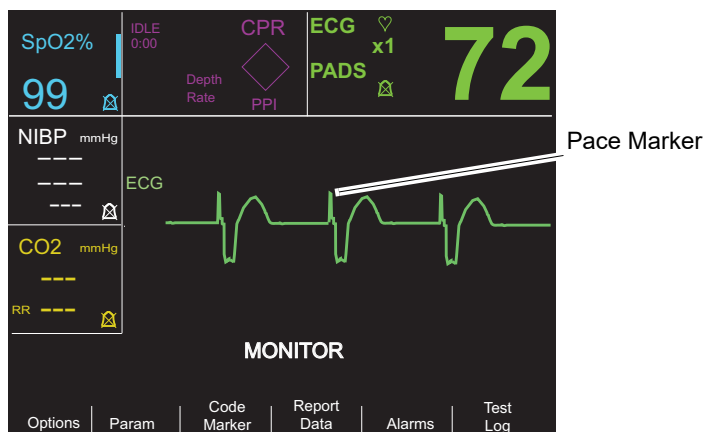 SpO2%
99
IDLE
0:00
CPR
Depth
Rate
PPI
ECG
x1
PADS
72
NIBP mmHg
---
---
---
ECG
Pace Marker
CO2 mmHg
---
RR ---
MONITOR
Options
Param
Code
Marker
Report
Data
Alarms
Test
Log